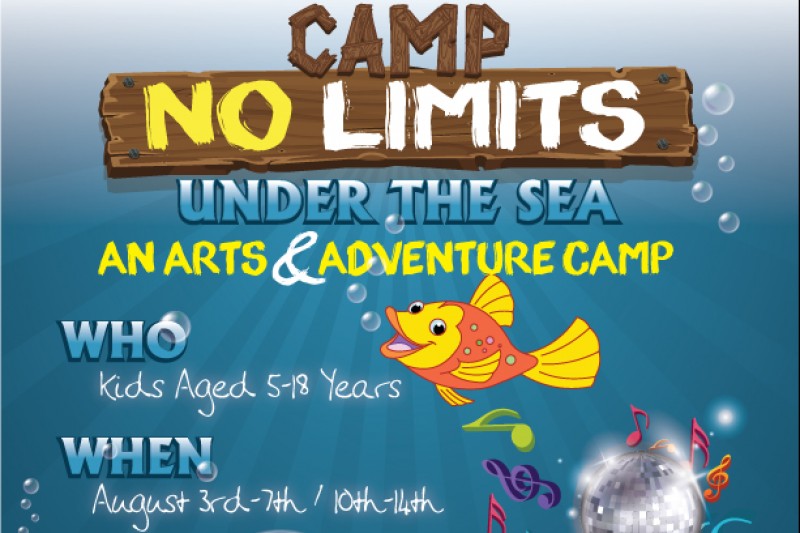 CAMP
NO LIMITS
UNDER THE SEA
AN ARTS & ADVENTURE CAMP
WHO
Kids Aged 5-18 Years
WHEN
August 3rd-7th / 10th-14th